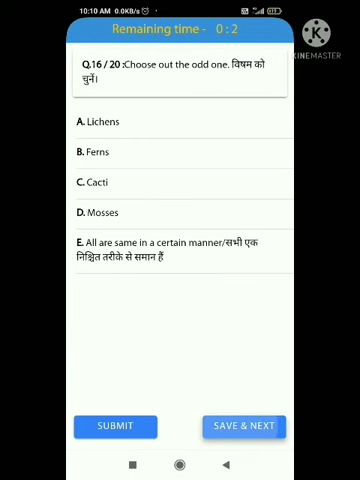 10:10 AM 0.0KB/s
Remaining time - 0 : 2
K
KINEMASTER
Q.16 / 20 :Choose out the odd one. विषम को
चुनें।
A. Lichens
B. Ferns
C. Cacti
D. Mosses
E. All are same in a certain manner/सभी एक
निश्चित तरीके से समान हैं
SUBMIT
SAVE & NEXT